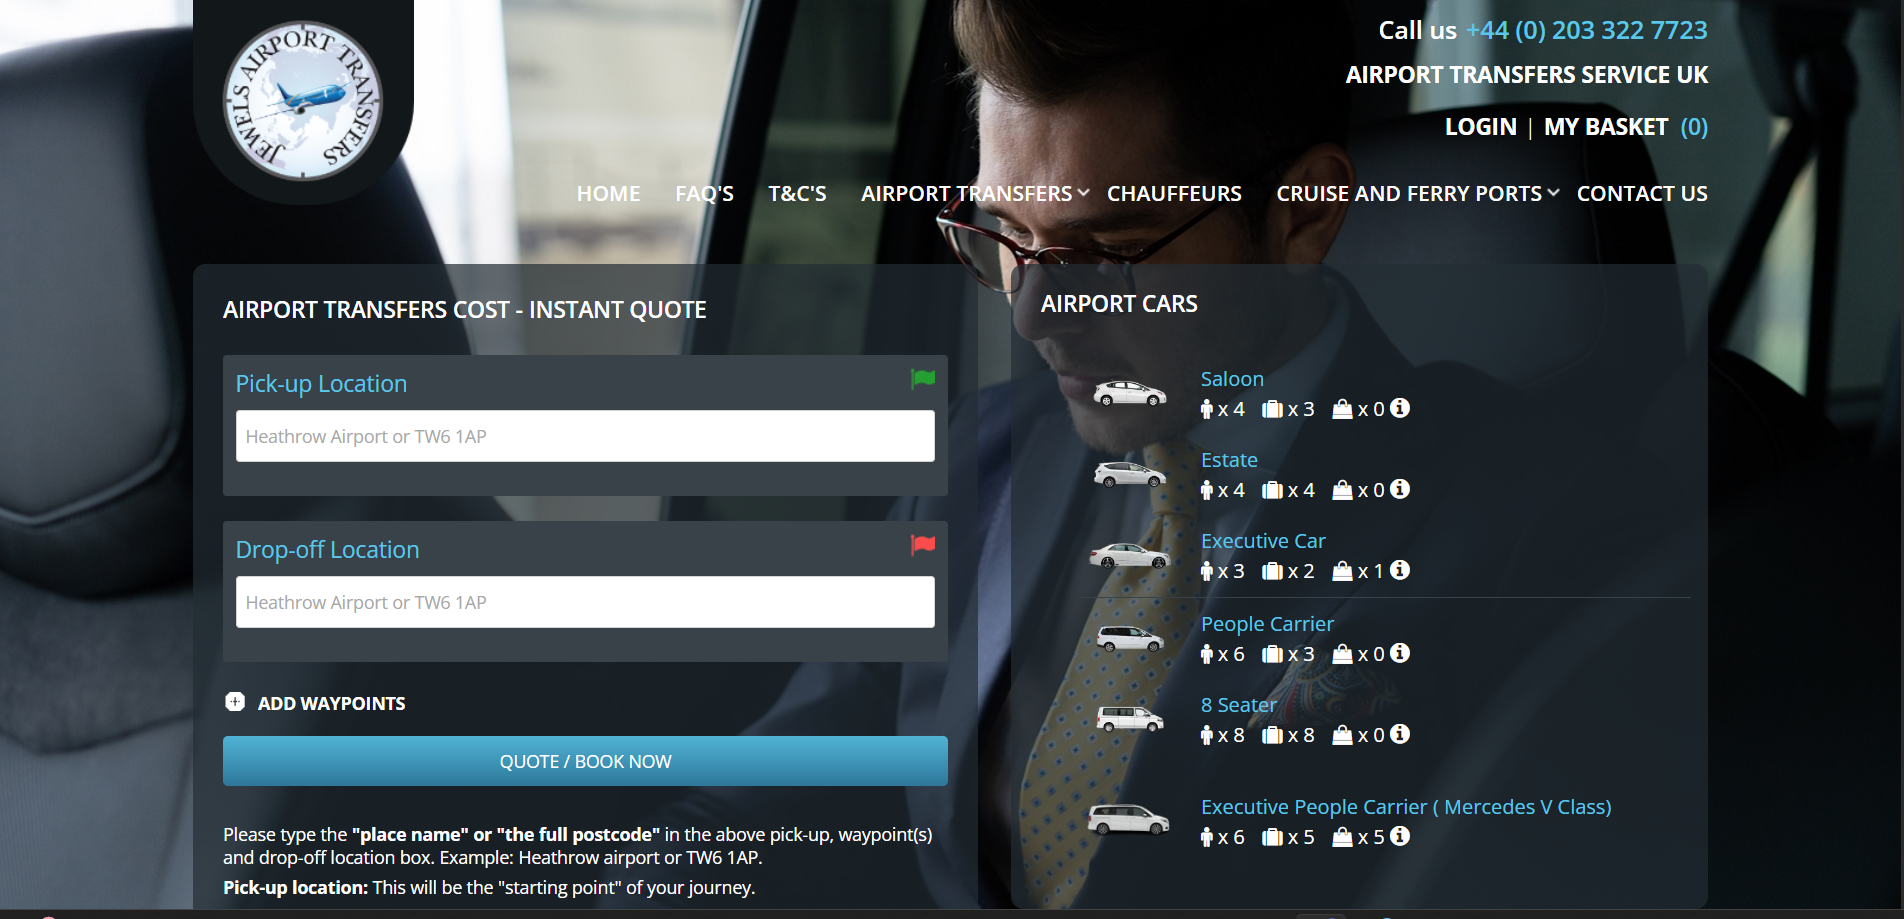 JEWELS AIRPORT TRANSFERS
Call us +44 (0) 203 322 7723
AIRPORT TRANSFERS SERVICE UK
LOGIN | MY BASKET (0)
HOME FAQ'S T&C'S AIRPORT TRANSFERS CHAUFFEURS CRUISE AND FERRY PORTS CONTACT US
AIRPORT TRANSFERS COST - INSTANT QUOTE
Pick-up Location
Heathrow Airport or TW6 1AP
Drop-off Location
Heathrow Airport or TW6 1AP
ADD WAYPOINTS
QUOTE / BOOK NOW
Please type the "place name" or "the full postcode" in the above pick-up, waypoint(s)
and drop-off location box. Example: Heathrow airport or TW6 1AP.
Pick-up location: This will be the "starting point" of your journey.
AIRPORT CARS
Saloon
x 4 x 3 x 0
Estate
x 4 x 4 x 0
Executive Car
x 3 x 2 x 1
People Carrier
x 6 x 3 x 0
8 Seater
x 8 x 8 x 0
Executive People Carrier ( Mercedes V Class)
x 6 x 5 x 5